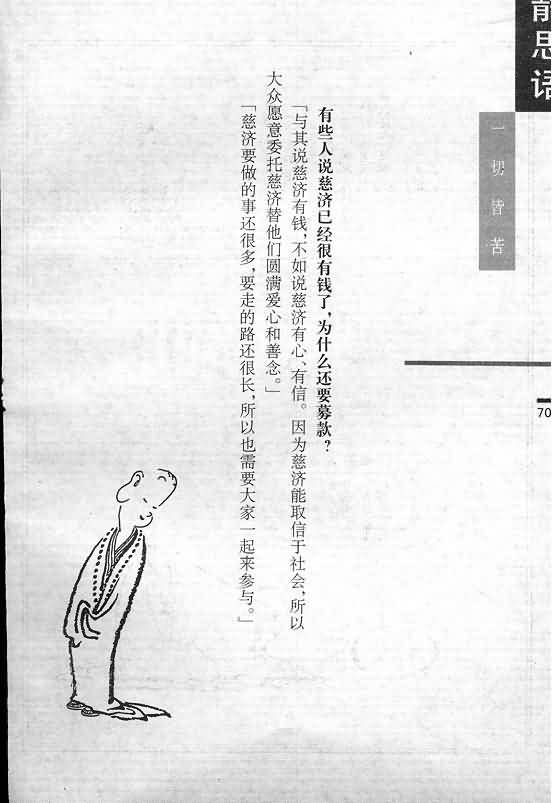 静思语
一切皆苦
70
有些人说慈济已经很有钱了，为什么还要募款？
「与其说慈济有钱，不如说慈济有心、有信。因为慈济能取信于社会，所以
大众愿意委托慈济替他们圆满爱心和善念。」
「慈济要做的事还很多，要走的路还很长，所以也需要大家一起来参与。」